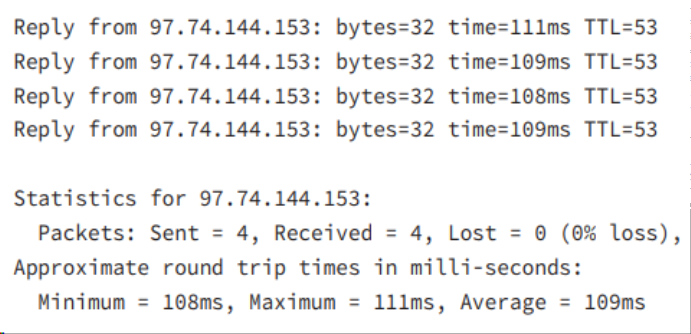 Reply from 97.74.144.153: bytes=32 time=111ms TTL=53
Reply from 97.74.144.153: bytes=32 time=109ms TTL=53
Reply from 97.74.144.153: bytes=32 time=108ms TTL=53
Reply from 97.74.144.153: bytes=32 time=109ms TTL=53
Statistics for 97.74.144.153:
Packets: Sent = 4, Received = 4, Lost = 0 (0% loss),
Approximate round trip times in milli-seconds:
Minimum = 108ms, Maximum = 111ms, Average = 109ms